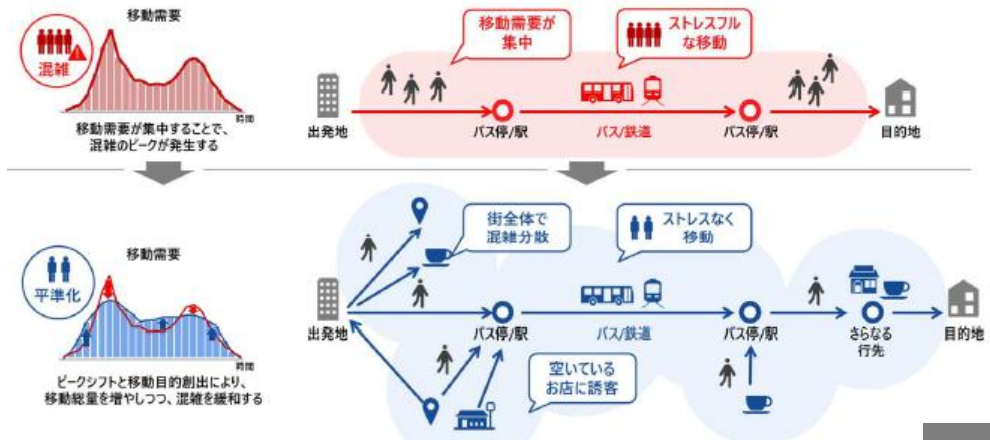 移動需要
混雑
時間
移動需要が集中することで、
混雑のピークが発生する
移動需要が
集中
ストレスフル
な移動
出発地
バス停/駅
バス/鉄道
バス停/駅
目的地
移動需要
平準化
時間
ピークシフトと移動目的創出により、
移動総量を増やしつつ、混雑を緩和する
街全体で
混雑分散
ストレスなく
移動
出発地
バス停/駅
バス/鉄道
バス停/駅
さらなる
行先
目的地
空いている
お店に誘客